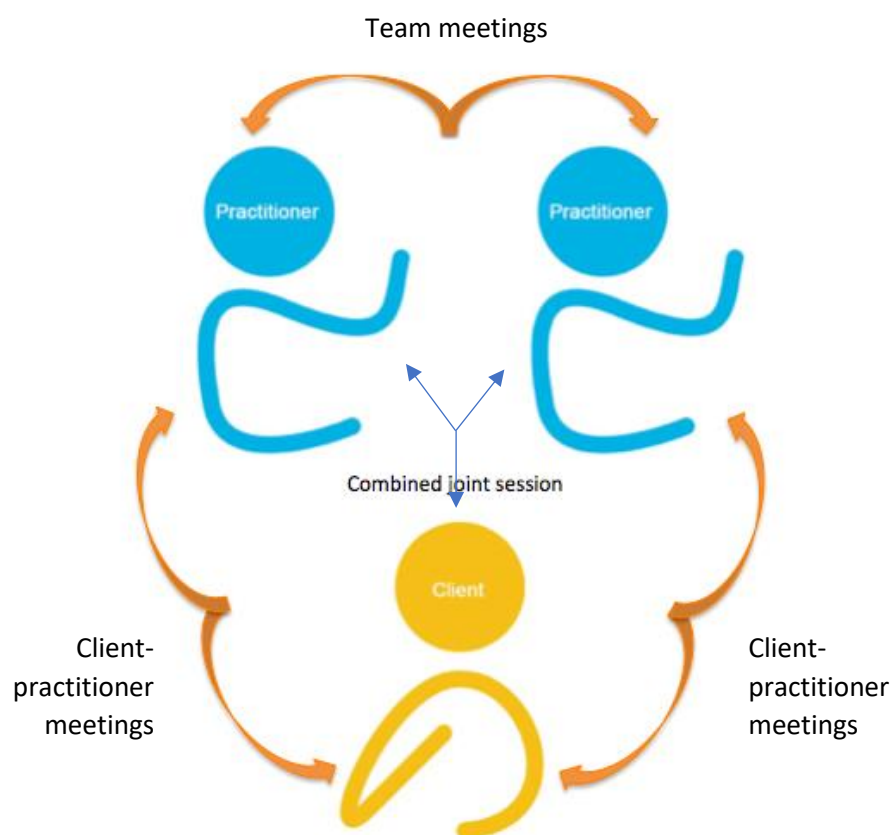 Team meetings
Practitioner
Practitioner
Combined joint session
Client
Client-
practitioner
meetings
Client-
practitioner
meetings